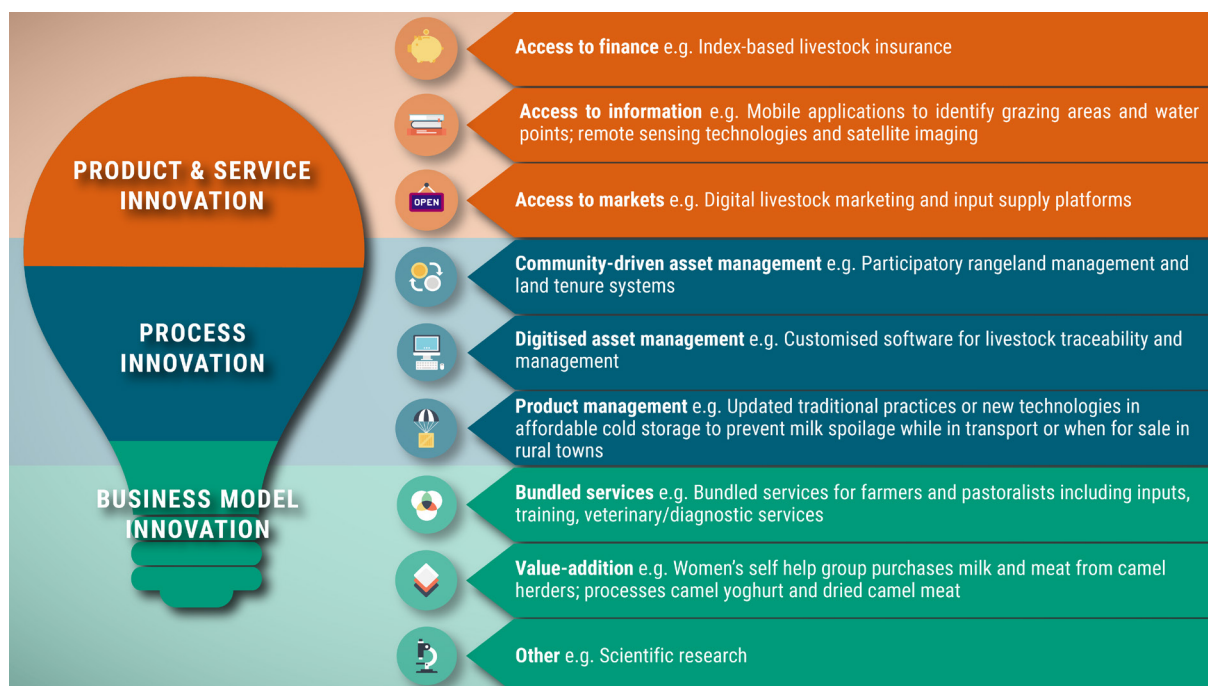 PRODUCT & SERVICE
INNOVATION
Access to finance e.g. Index-based livestock insurance
Access to information e.g. Mobile applications to identify grazing areas and water
points; remote sensing technologies and satellite imaging
OPEN
Access to markets e.g. Digital livestock marketing and input supply platforms
PROCESS
INNOVATION
Community-driven asset management e.g. Participatory rangeland management and
land tenure systems
Digitised asset management e.g. Customised software for livestock traceability and
management
Product management e.g. Updated traditional practices or new technologies in
affordable cold storage to prevent milk spoilage while in transport or when for sale in
rural towns
BUSINESS MODEL
INNOVATION
Bundled services e.g. Bundled services for farmers and pastoralists including inputs,
training, veterinary/diagnostic services
Value-addition e.g. Women's self help group purchases milk and meat from camel
herders; processes camel yoghurt and dried camel meat
Other e.g. Scientific research